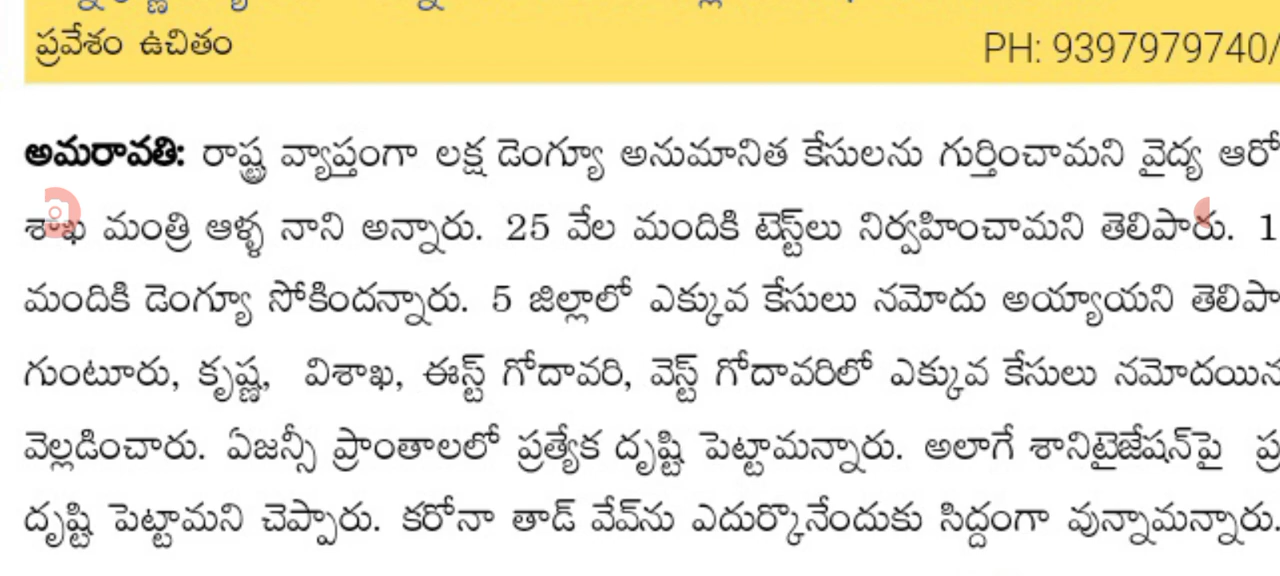 ప్రవేశం ఉచితం PH: 9397979740/
అమరావతి: రాష్ట్ర వ్యాప్తంగా లక్ష డెంగ్యూ అనుమానిత కేసులను గుర్తించామని వైద్య ఆరో
శాఖ మంత్రి ఆళ్ళ నాని అన్నారు. 25 వేల మందికి టెస్ట్‌లు నిర్వహించామని తెలిపారు. 1
మందికి డెంగ్యూ సోకిందన్నారు. 5 జిల్లాలో ఎక్కువ కేసులు నమోదు అయ్యాయని తెలిపా
గుంటూరు, కృష్ణ, విశాఖ, ఈస్ట్ గోదావరి, వెస్ట్ గోదావరిలో ఎక్కువ కేసులు నమోదయిన
వెల్లడించారు. ఏజన్సీ ప్రాంతాలలో ప్రత్యేక దృష్టి పెట్టామన్నారు. అలాగే శానిటైజేషన్‌పై ప్ర
దృష్టి పెట్టామని చెప్పారు. కరోనా తాడ్ వేవ్‌ను ఎదుర్కొనేందుకు సిద్దంగా వున్నామన్నారు.